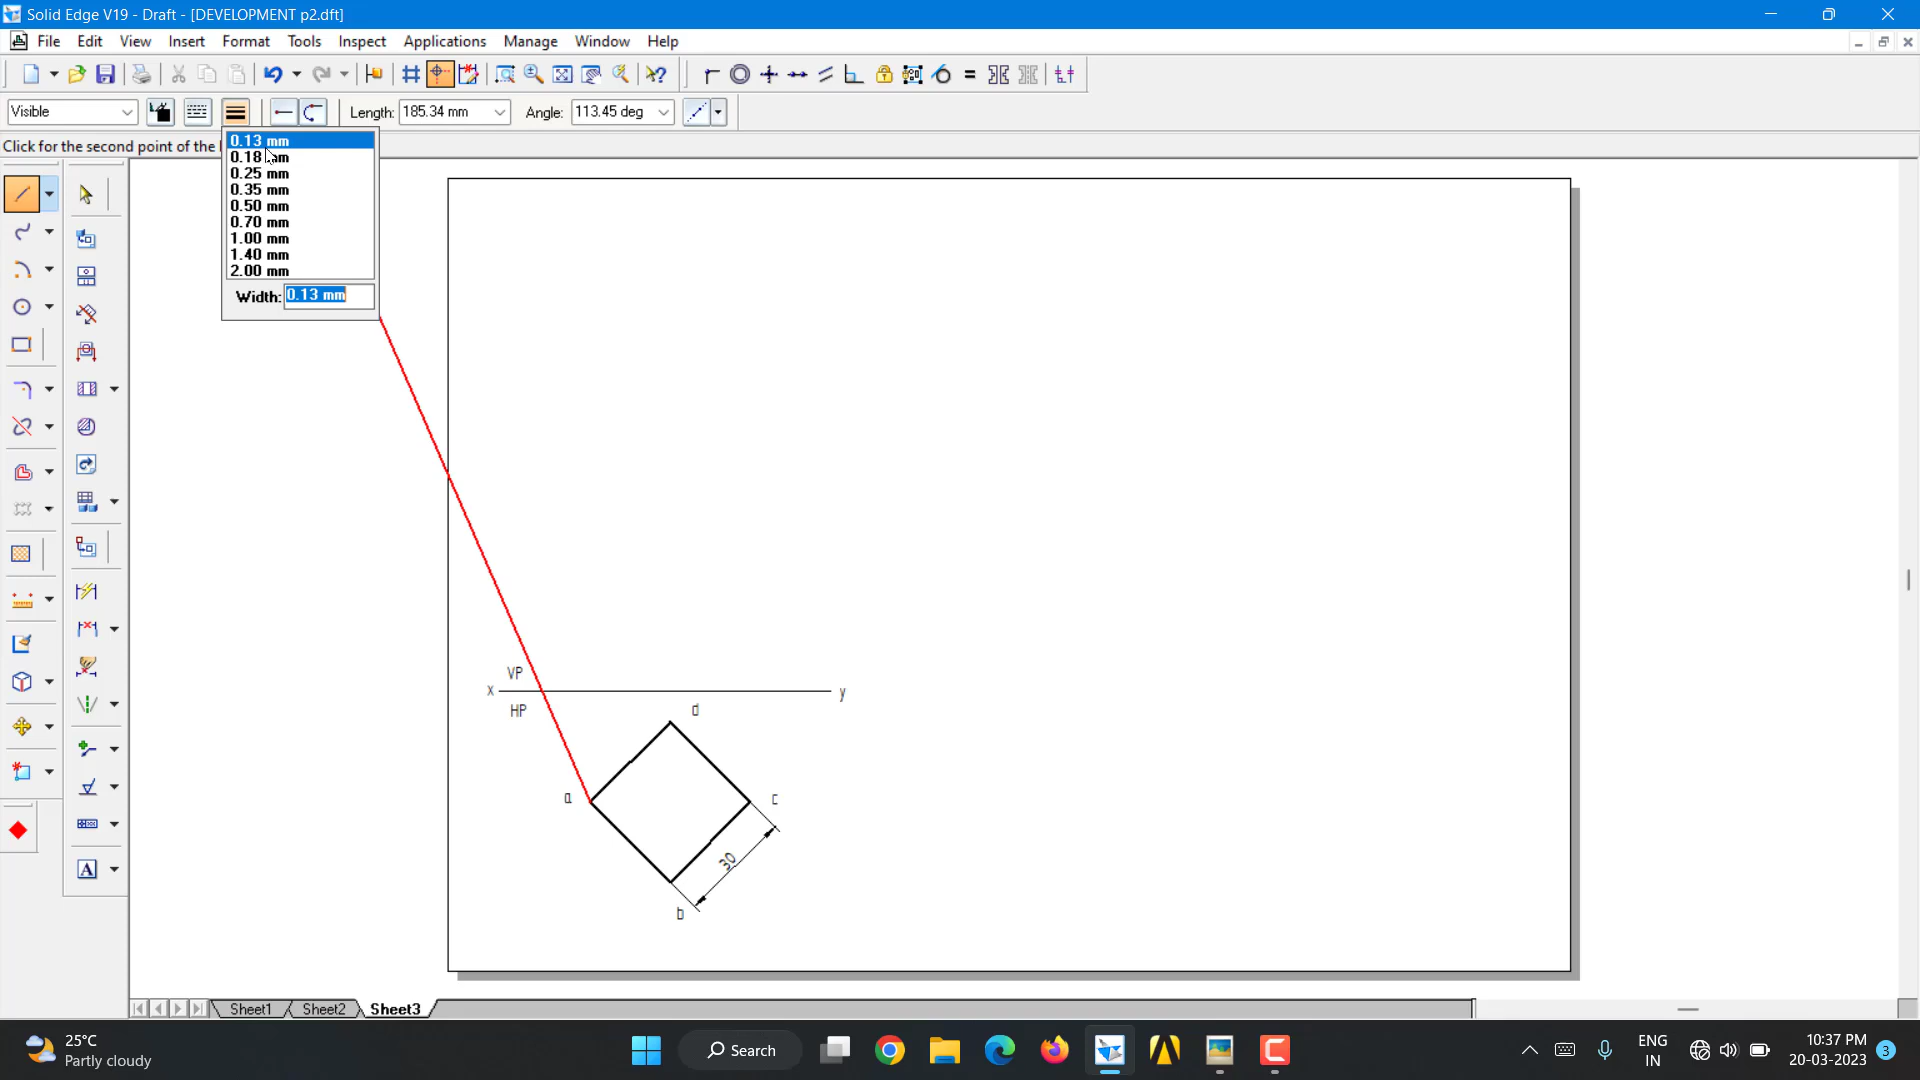 Solid Edge V19 - Draft - [DEVELOPMENT p2.dft]
File Edit View Insert Format Tools Inspect Applications Manage Window Help
Visible Length: 185.34 mm Angle: 113.45 deg
Click for the second point of the l
0.13 mm
0.18 mm
0.25 mm
0.35 mm
0.50 mm
0.70 mm
1.00 mm
1.40 mm
2.00 mm
Width: 0.13 mm
VP
x y
HP
d
a c
30
b
A
Sheet1 Sheet2 Sheet3
25°C
Partly cloudy
Search
ENG
IN
10:37 PM
20-03-2023
3